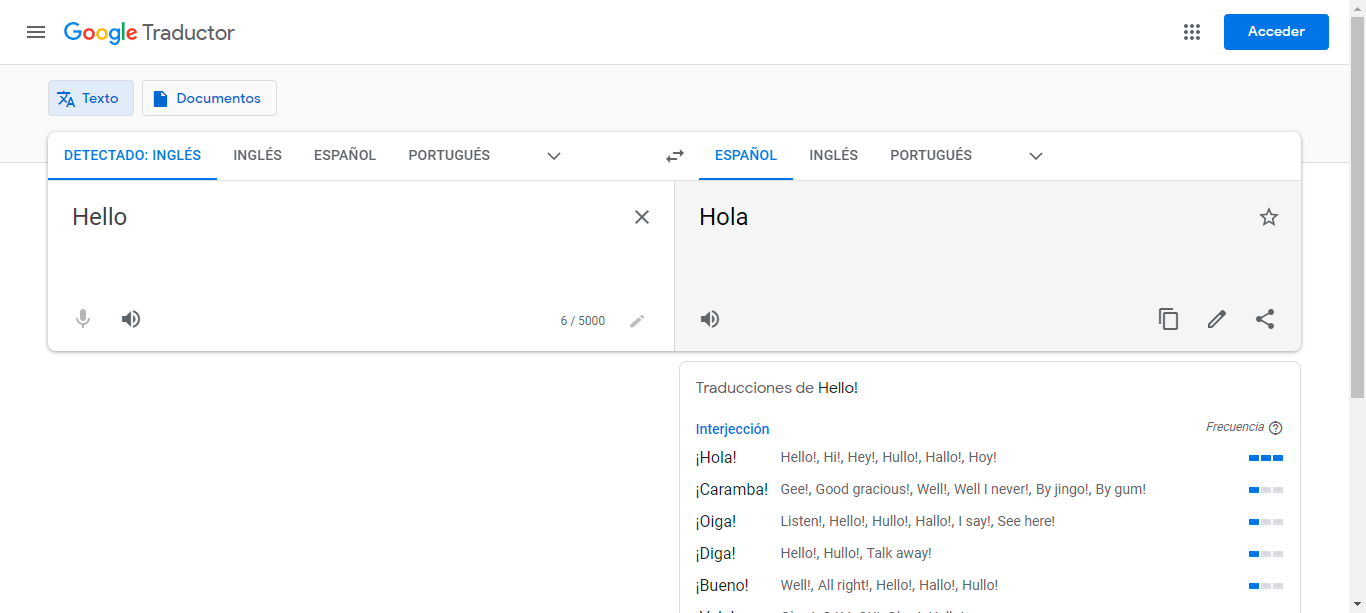 Google Traductor
Acceder
Texto
Documentos
DETECTADO: INGLÉS INGLÉS ESPAÑOL PORTUGUÉS
ESPAÑOL INGLÉS PORTUGUÉS
Hello
Hola
6 / 5000
Traducciones de Hello!
Interjección Frecuencia
¡Hola! Hello!, Hi!, Hey!, Hullo!, Hallo!, Hoy!
¡Caramba! Gee!, Good gracious!, Well!, Well I never!, By jingo!, By gum!
¡Oiga! Listen!, Hello!, Hullo!, Hallo!, I say!, See here!
¡Diga! Hello!, Hullo!, Talk away!
¡Bueno! Well!, All right!, Hello!, Hallo!, Hullo!